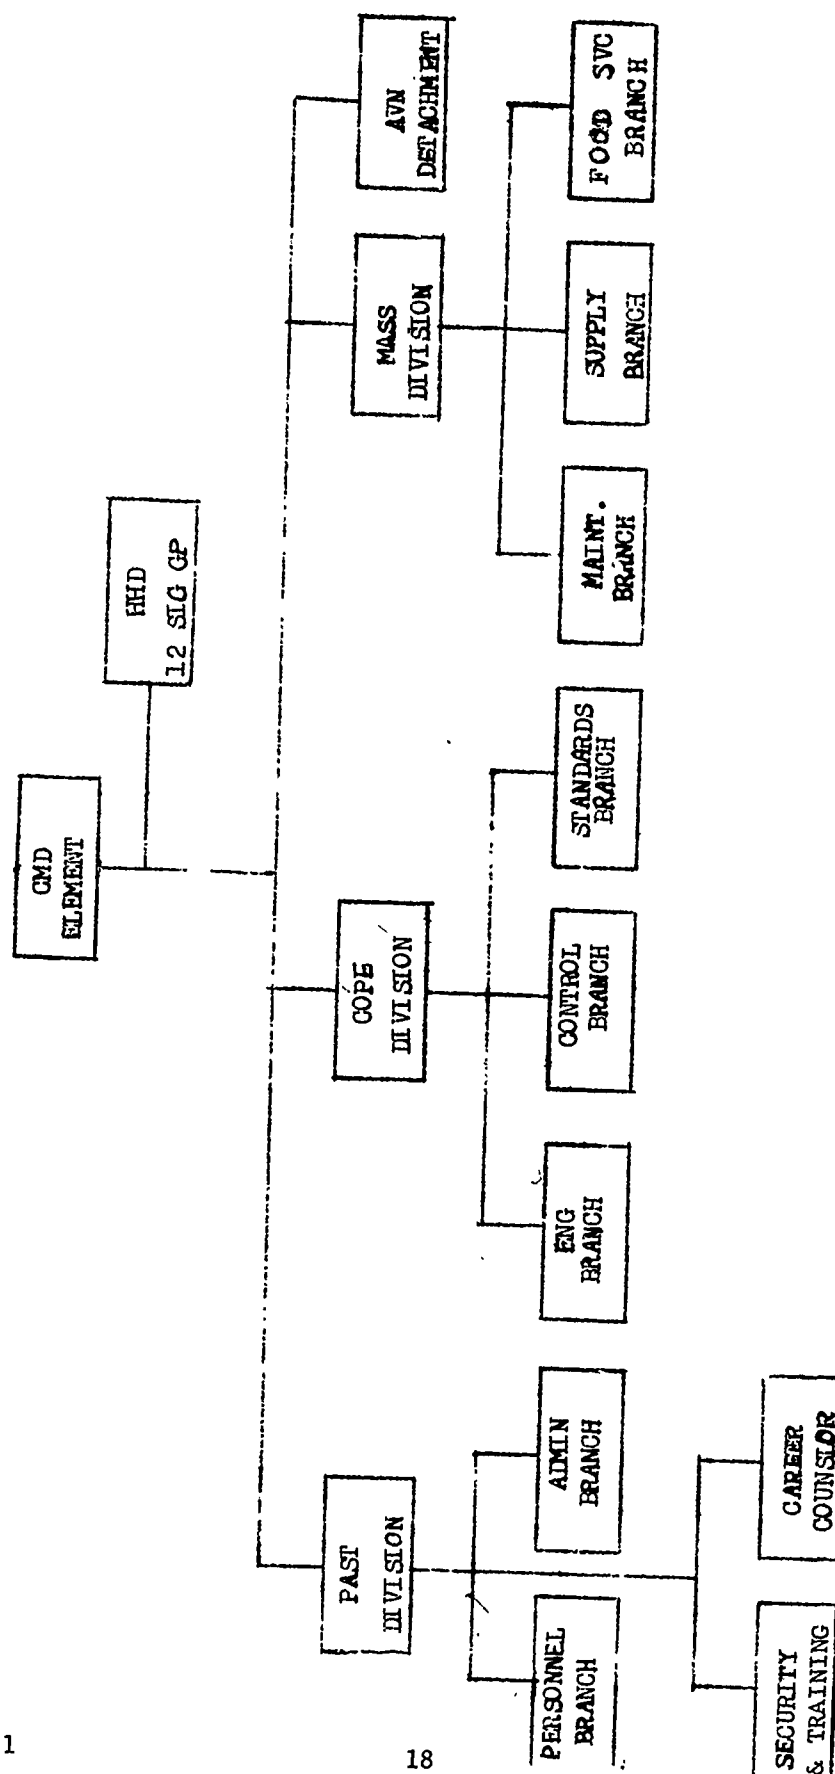 CMD
ELEMENT
HHD
12 SIG GP
PAST
DIVISION
COPE
DIVISION
MASS
DIVISION
AVN
DETACHMENT
PERSONNEL
BRANCH
ADMIN
BRANCH
ENG
BRANCH
CONTROL
BRANCH
STANDARDS
BRANCH
MAINT.
BRANCH
SUPPLY
BRANCH
FOOD SVC
BRANCH
SECURITY
& TRAINING
CAREER
COUNSLOR
1
18